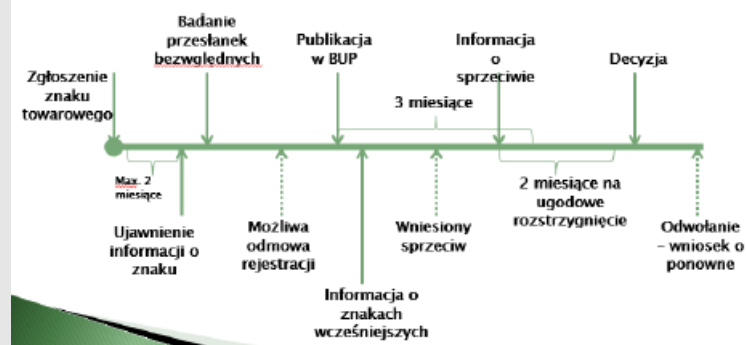 Zgłoszenie
znaku
towarowego
Badanie
przesłanek
bezwględnych
Publikacja
w BUP
Informacja
o
sprzeciwie
Decyzja
3 miesiące
Max. 2
miesiące
Ujawnienie
informacji o
znaku
Możliwa
odmowa
rejestracji
Informacja o
znakach
wcześniejszych
Wniesiony
sprzeciw
2 miesiące na
ugodowe
rozstrzygnięcie
Odwołanie
– wniosek o
ponowne